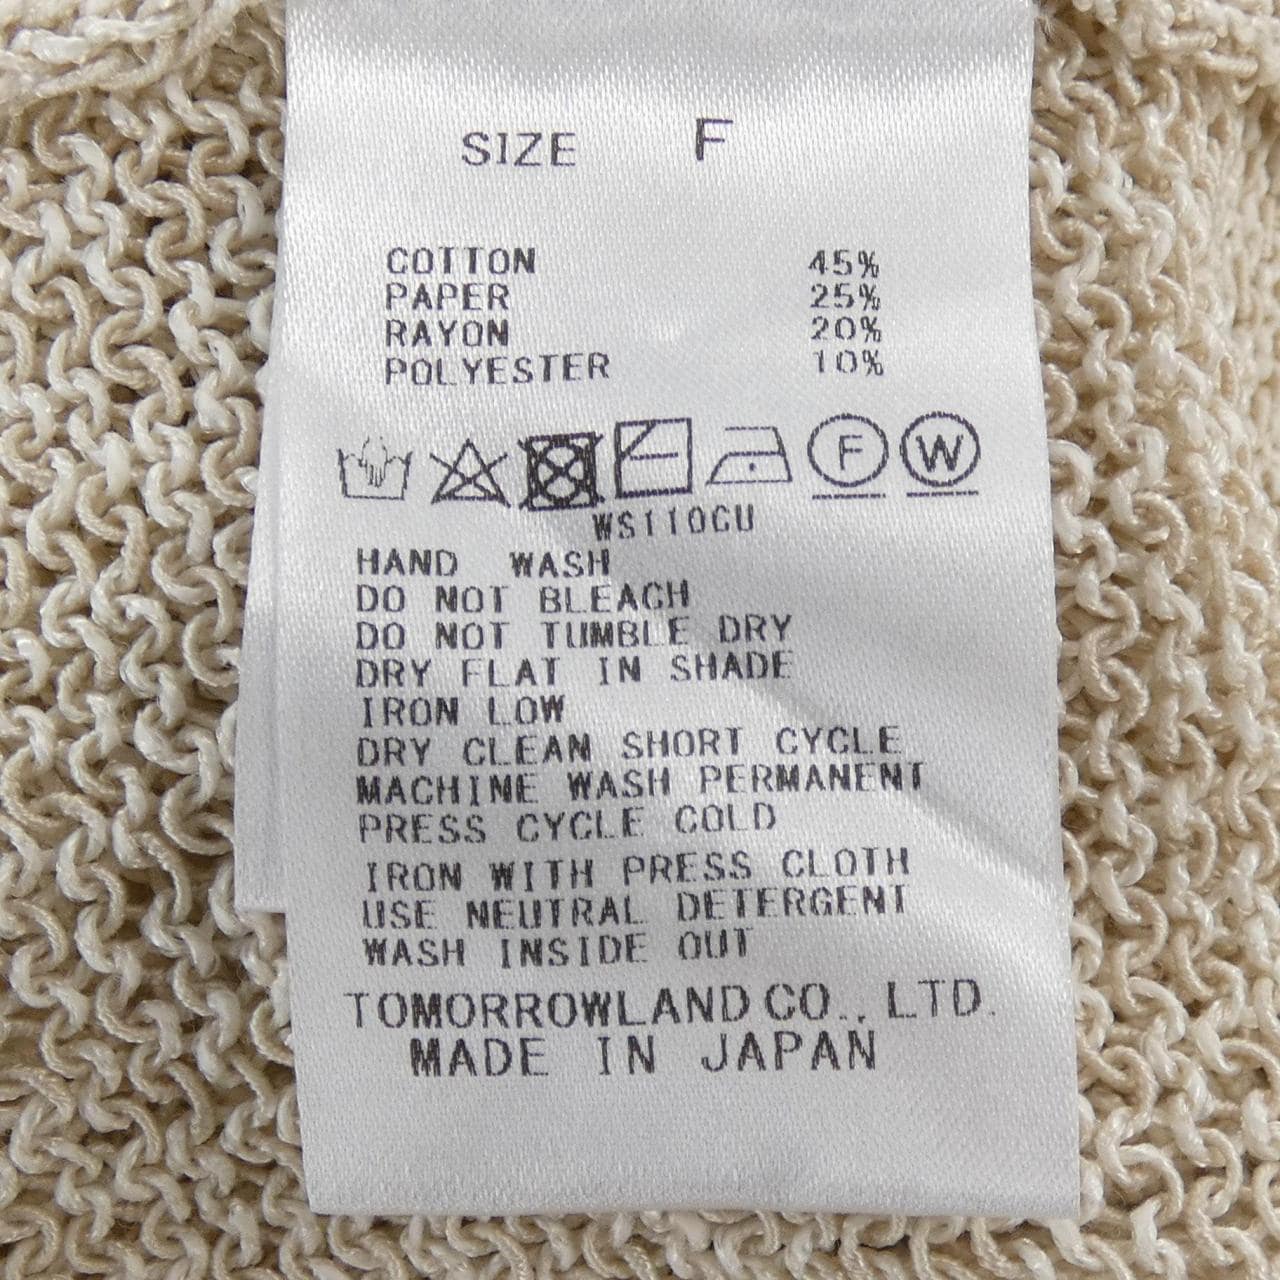 SIZE F
COTTON 45%
PAPER 25%
RAYON 20%
POLYESTER 10%
F W
WS110CU
HAND WASH
DO NOT BLEACH
DO NOT TUMBLE DRY
DRY FLAT IN SHADE
IRON LOW
DRY CLEAN SHORT CYCLE
MACHINE WASH PERMANENT
PRESS CYCLE COLD
IRON WITH PRESS CLOTH
USE NEUTRAL DETERGENT
WASH INSIDE OUT
TOMORROWLAND CO., LTD.
MADE IN JAPAN